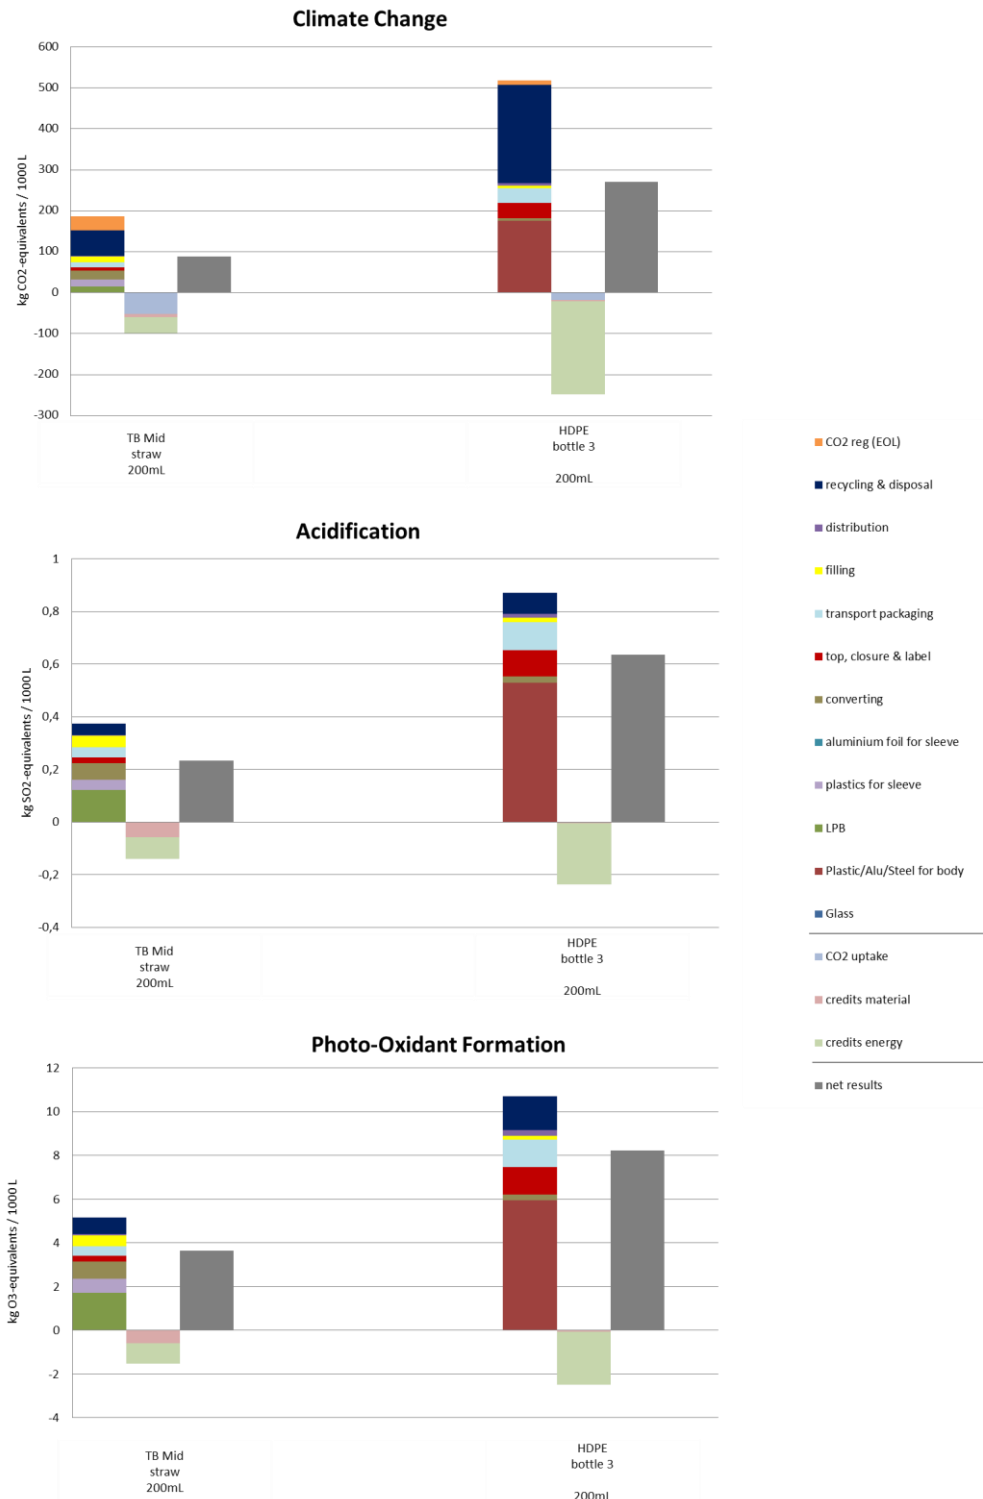 Climate Change
kg CO2-equivalents / 1000 L
600
500
400
300
200
100
0
-100
-200
-300
TB Mid
straw
200mL
HDPE
bottle 3
200mL
Acidification
kg SO2-equivalents / 1000 L
1
0,8
0,6
0,4
0,2
0
-0,2
-0,4
TB Mid
straw
200mL
HDPE
bottle 3
200mL
Photo-Oxidant Formation
kg O3-equivalents / 1000 L
12
10
8
6
4
2
0
-2
-4
TB Mid
straw
200mL
HDPE
bottle 3
200mL
CO2 reg (EOL)
recycling & disposal
distribution
filling
transport packaging
top, closure & label
converting
aluminium foil for sleeve
plastics for sleeve
LPB
Plastic/Alu/Steel for body
Glass
CO2 uptake
credits material
credits energy
net results